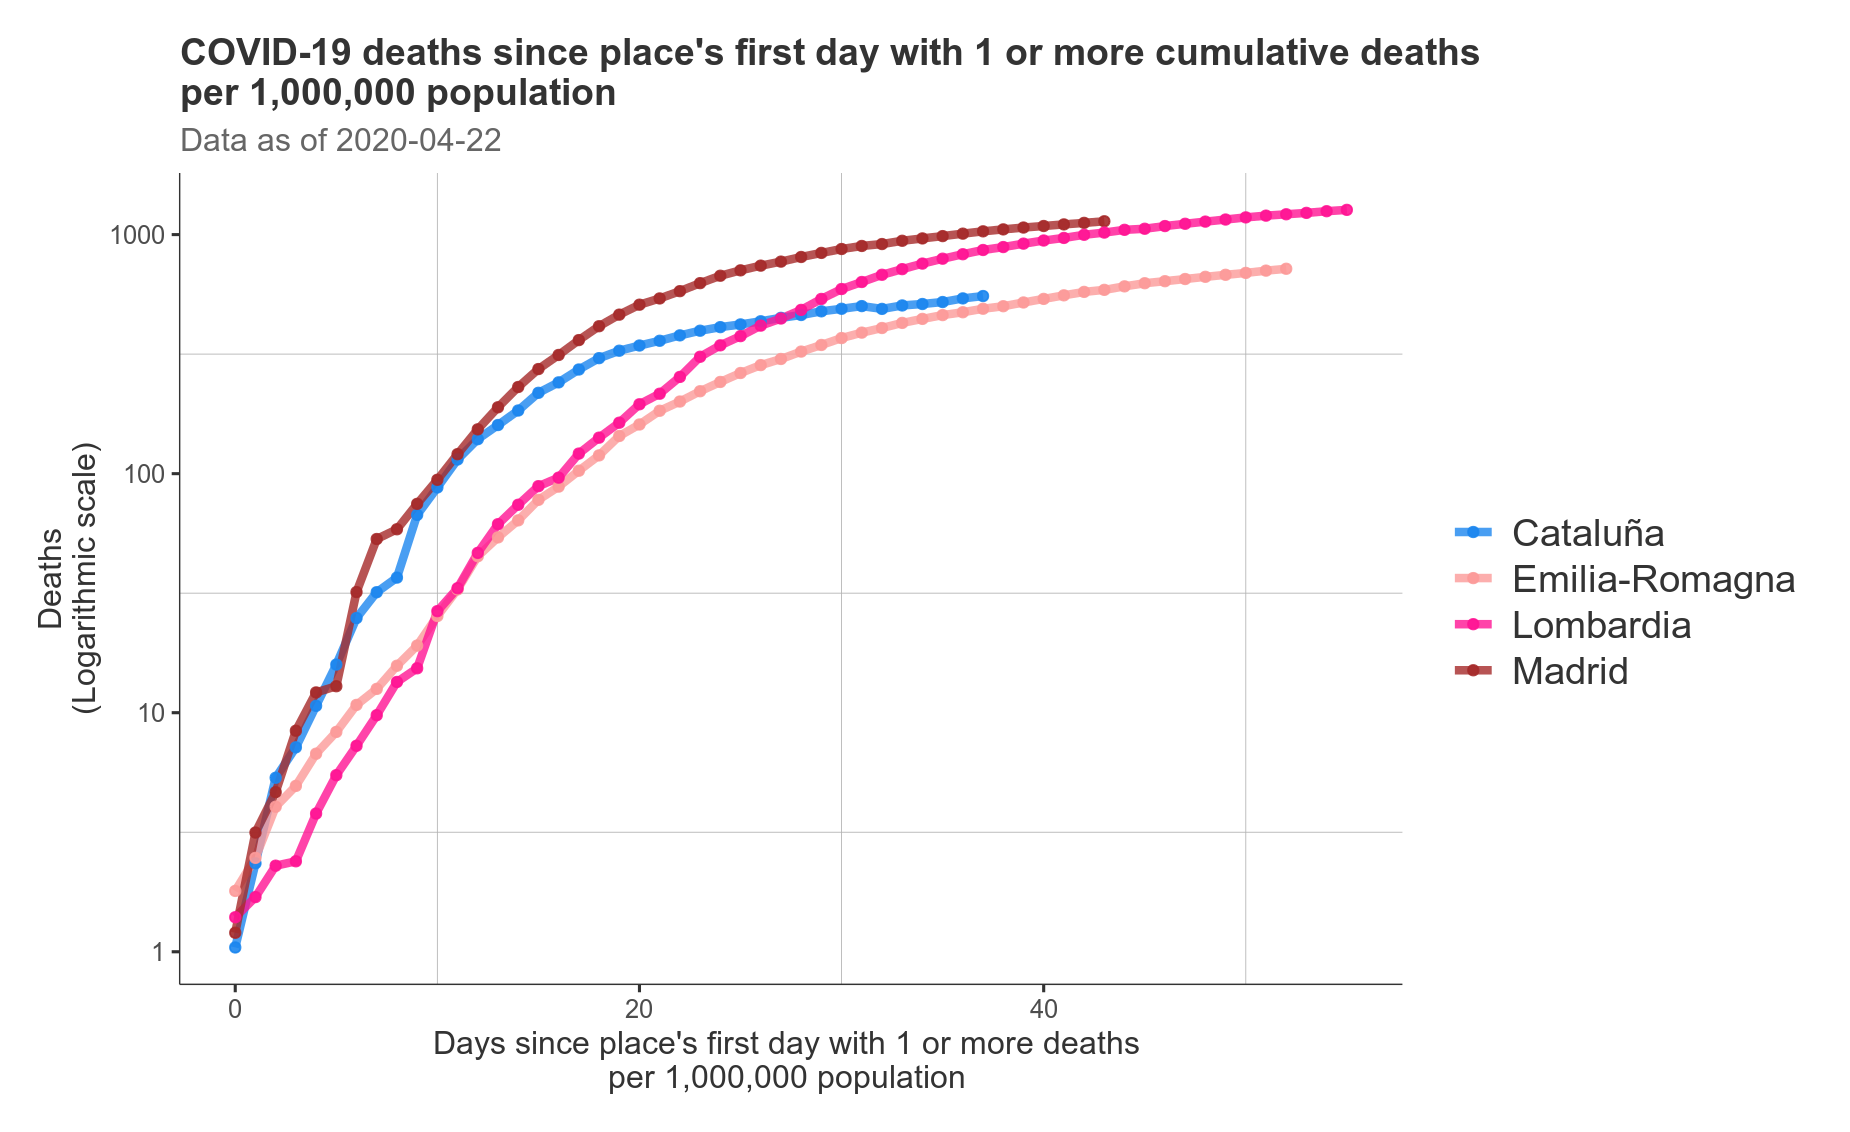 COVID-19 deaths since place's first day with 1 or more cumulative deaths
per 1,000,000 population
Data as of 2020-04-22
Deaths
(Logarithmic scale)
1000
100
10
1
0
20
40
Days since place's first day with 1 or more deaths
per 1,000,000 population
Cataluña
Emilia-Romagna
Lombardia
Madrid